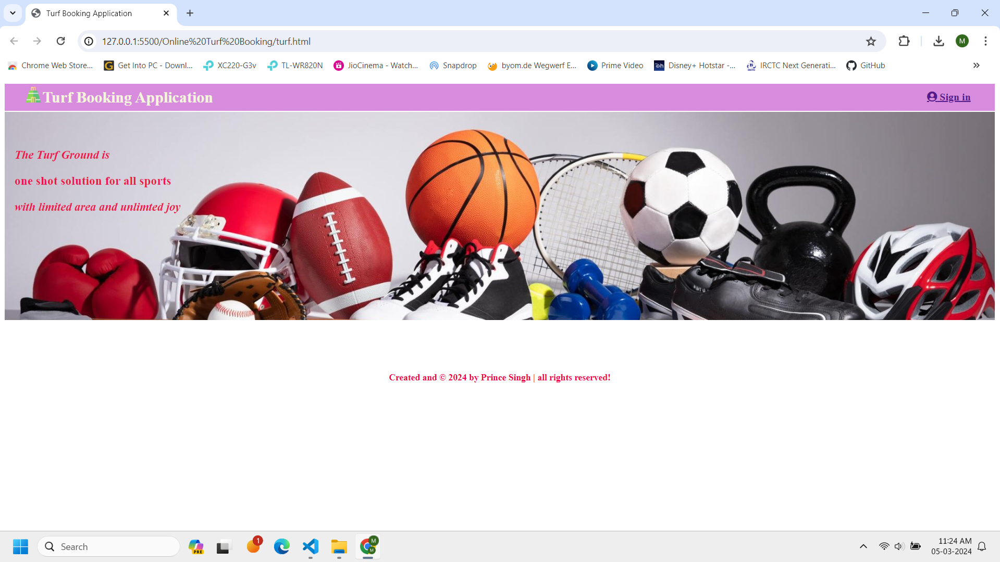 Turf Booking Application
127.0.0.1:5500/Online%20Turf%20Booking/turf.html
M
Chrome Web Store...
G
Get Into PC - Downl...
XC220-G3v
TL-WR820N
JioCinema - Watch...
Snapdrop
byom.de Wegwerf E...
Prime Video
Disney+ Hotstar -...
IRCTC Next Generati...
GitHub
Turf Booking Application
Sign in
The Turf Ground is
one shot solution for all sports
with limited area and unlimted joy
Created and © 2024 by Prince Singh | all rights reserved!
Search
PRE
1
M
M
11:24 AM
05-03-2024